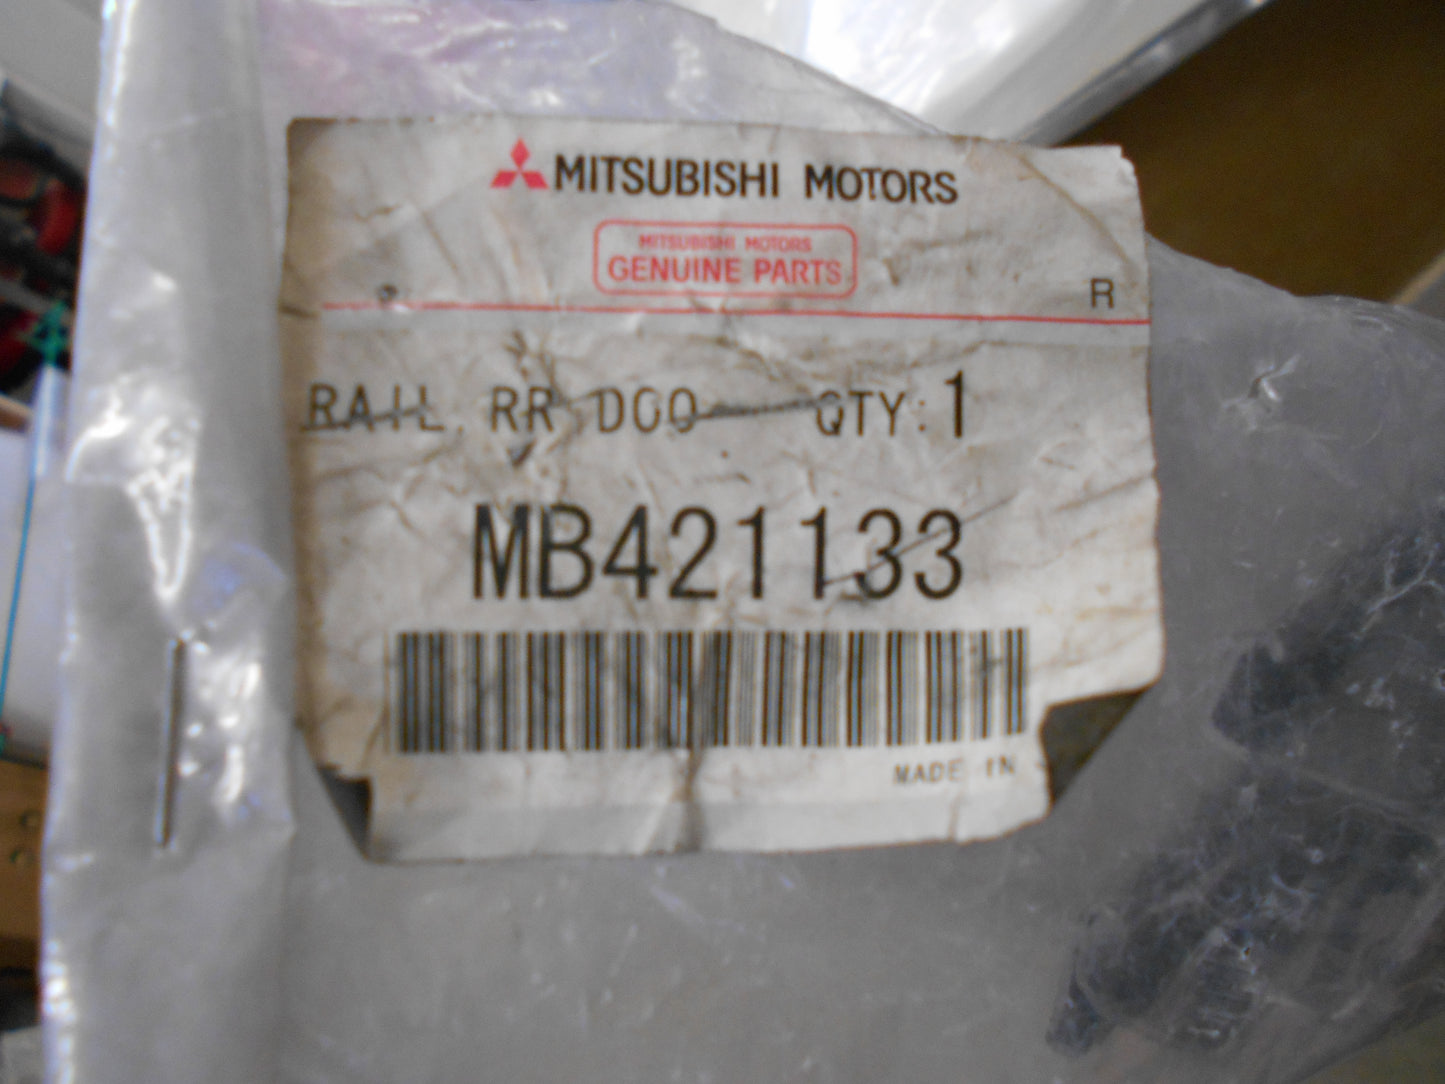 MITSUBISHI MOTORS
MITSUBISHI MOTORS
GENUINE PARTS
R
RAIL, RR DOO QTY:1
MB421133
MADE IN